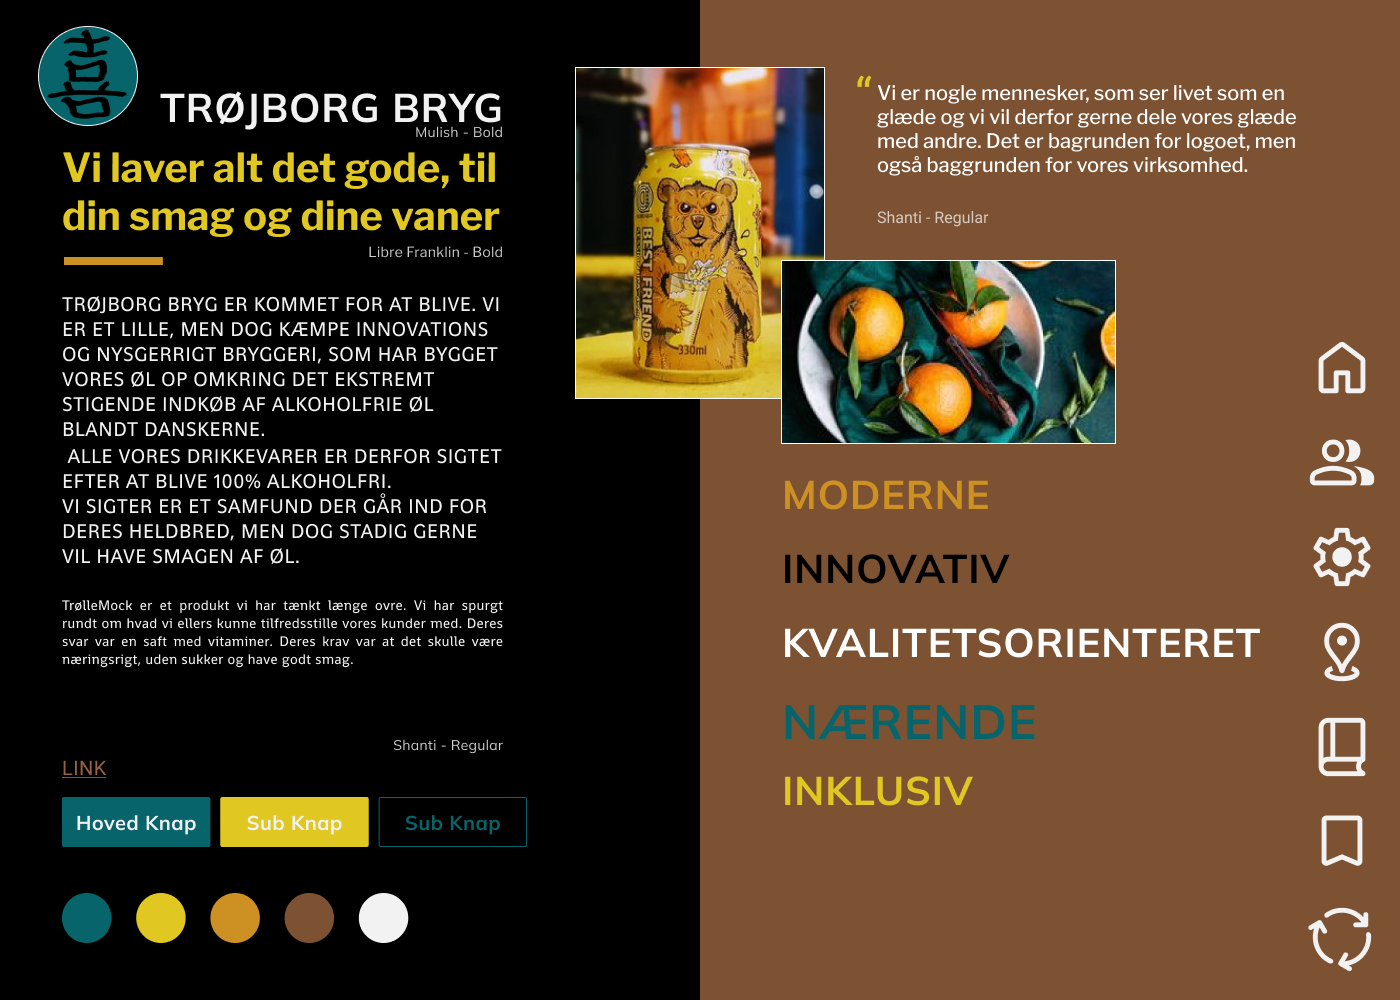 喜
TRØJBORG BRYG
Mulish - Bold
Vi laver alt det gode, til
din smag og dine vaner
Libre Franklin - Bold
TRØJBORG BRYG ER KOMMET FOR AT BLIVE. VI
ER ET LILLE, MEN DOG KÆMPE INNOVATIONS
OG NYSGERRIGT BRYGGERI, SOM HAR BYGGET
VORES ØL OP OMKRING DET EKSTREMT
STIGENDE INDKØB AF ALKOHOLFRIE ØL
BLANDT DANSKERNE.
ALLE VORES DRIKKEVARER ER DERFOR SIGTET
EFTER AT BLIVE 100% ALKOHOLFRI.
VI SIGTER ER ET SAMFUND DER GÅR IND FOR
DERES HELDBRED, MEN DOG STADIG GERNE
VIL HAVE SMAGEN AF ØL.
TrølleMock er et produkt vi har tænkt længe ovre. Vi har spurgt
rundt om hvad vi ellers kunne tilfredsstille vores kunder med. Deres
svar var en saft med vitaminer. Deres krav var at det skulle være
næringsrigt, uden sukker og have godt smag.
Shanti - Regular
LINK
Hoved Knap
Sub Knap
Sub Knap
BEST FRIEND
330ml
“ Vi er nogle mennesker, som ser livet som en
glæde og vi vil derfor gerne dele vores glæde
med andre. Det er bagrunden for logoet, men
også baggrunden for vores virksomhed.
Shanti - Regular
MODERNE
INNOVATIV
KVALITETSORIENTERET
NÆRENDE
INKLUSIV